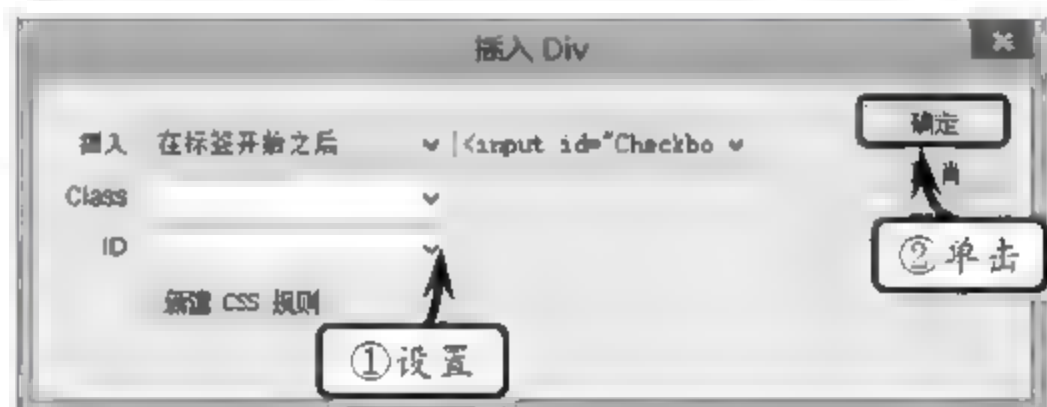 插入 Div
插入 在标签开始之后 <input id="Checkbo
确定
Class
ID
②单击
新建 CSS 规则
①设置